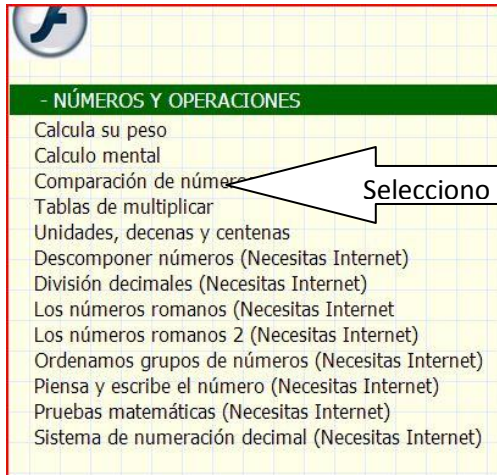 - NÚMEROS Y OPERACIONES
Calcula su peso
Calculo mental
Comparación de número
Selecciono
Tablas de multiplicar
Unidades, decenas y centenas
Descomponer números (Necesitas Internet)
División decimales (Necesitas Internet)
Los números romanos (Necesitas Internet
Los números romanos 2 (Necesitas Internet)
Ordenamos grupos de números (Necesitas Internet)
Piensa y escribe el número (Necesitas Internet)
Pruebas matemáticas (Necesitas Internet)
Sistema de numeración decimal (Necesitas Internet)